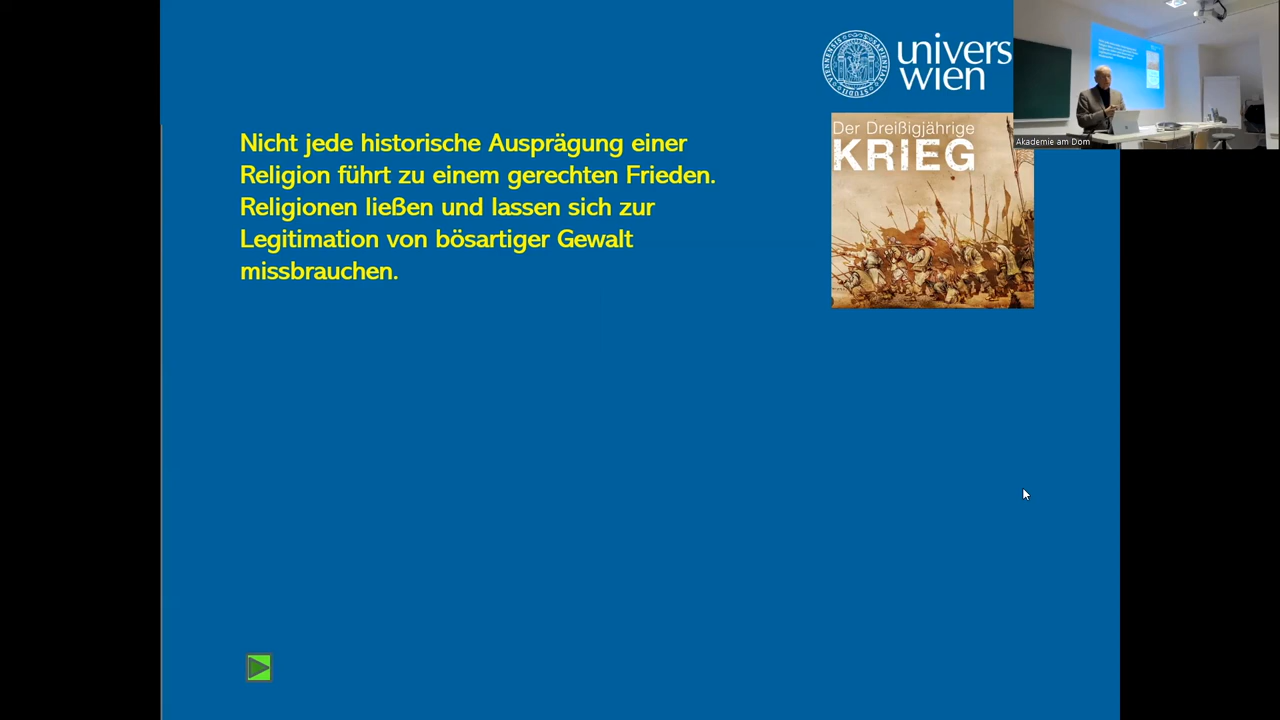 univers
wien
Der Dreißigjährige
KRIEG
Akademie am Dom
Nicht jede historische Ausprägung einer
Religion führt zu einem gerechten Frieden.
Religionen ließen und lassen sich zur
Legitimation von bösartiger Gewalt
missbrauchen.